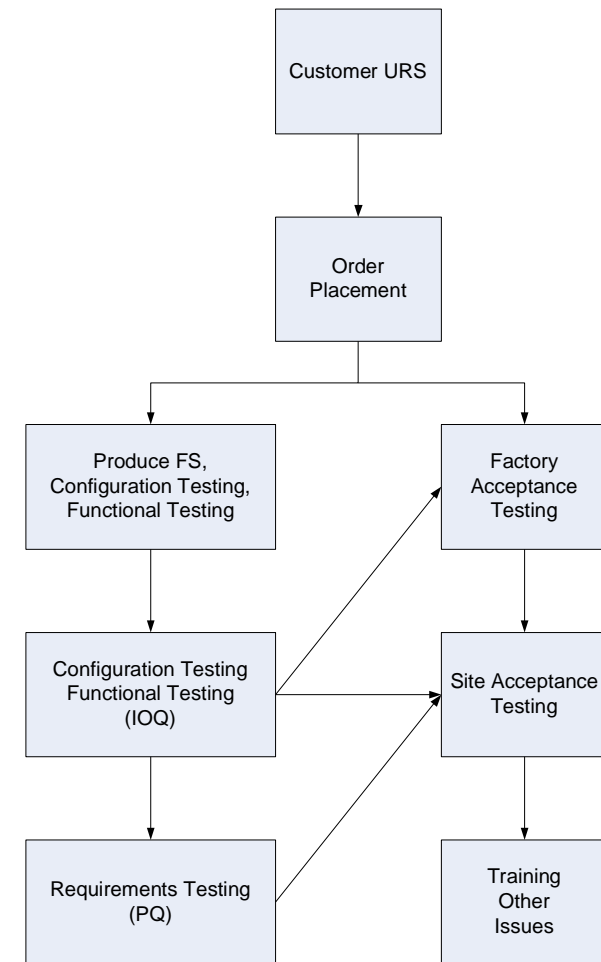 Customer URS
Order
Placement
Produce FS,
Configuration Testing,
Functional Testing
Factory
Acceptance
Testing
Configuration Testing
Functional Testing
(IOQ)
Site Acceptance
Testing
Requirements Testing
(PQ)
Training
Other
Issues